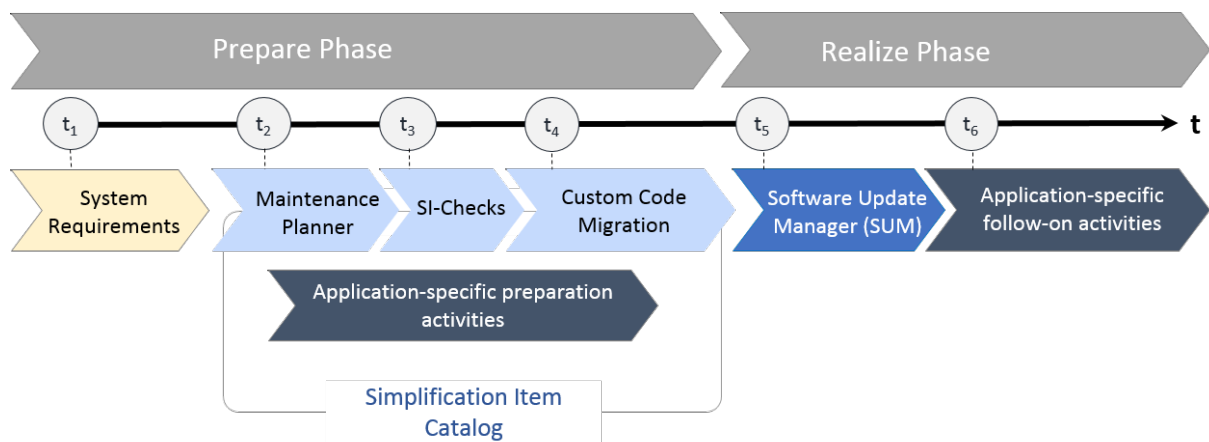 Prepare Phase
Realize Phase
t₁
t₂
t₃
t₄
t₅
t₆
t
System
Requirements
Maintenance
Planner
SI-Checks
Custom Code
Migration
Software Update
Manager (SUM)
Application-specific
follow-on activities
Application-specific preparation
activities
Simplification Item
Catalog